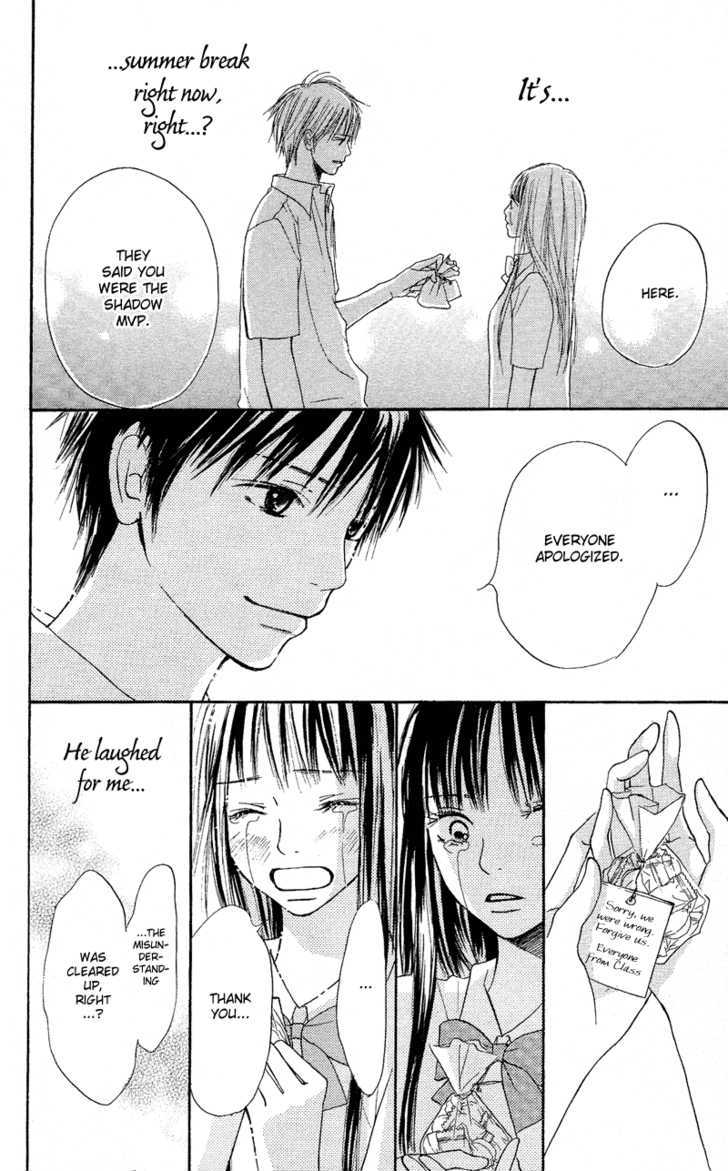 It's...
...summer break
right now,
right...?
HERE.
THEY
SAID YOU
WERE THE
SHADOW
MVP.
...
EVERYONE
APOLOGIZED.
Sorry, we
were wrong.
Forgive us.
Everyone
from Class
...
THANK
YOU...
He laughed
for me...
...THE
MISUN-
DER-
STAND-
ING
WAS
CLEARED
UP,
RIGHT
...?